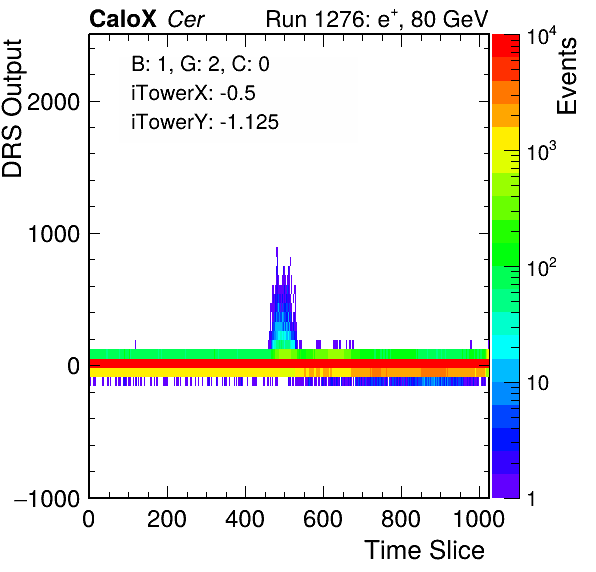 CaloX Cer Run 1276: e⁺, 80 GeV
B: 1, G: 2, C: 0
iTowerX: -0.5
iTowerY: -1.125
DRS Output
2000
1000
0
−1000
0 200 400 600 800 1000
Time Slice
10⁴
10³
10²
10
1
Events